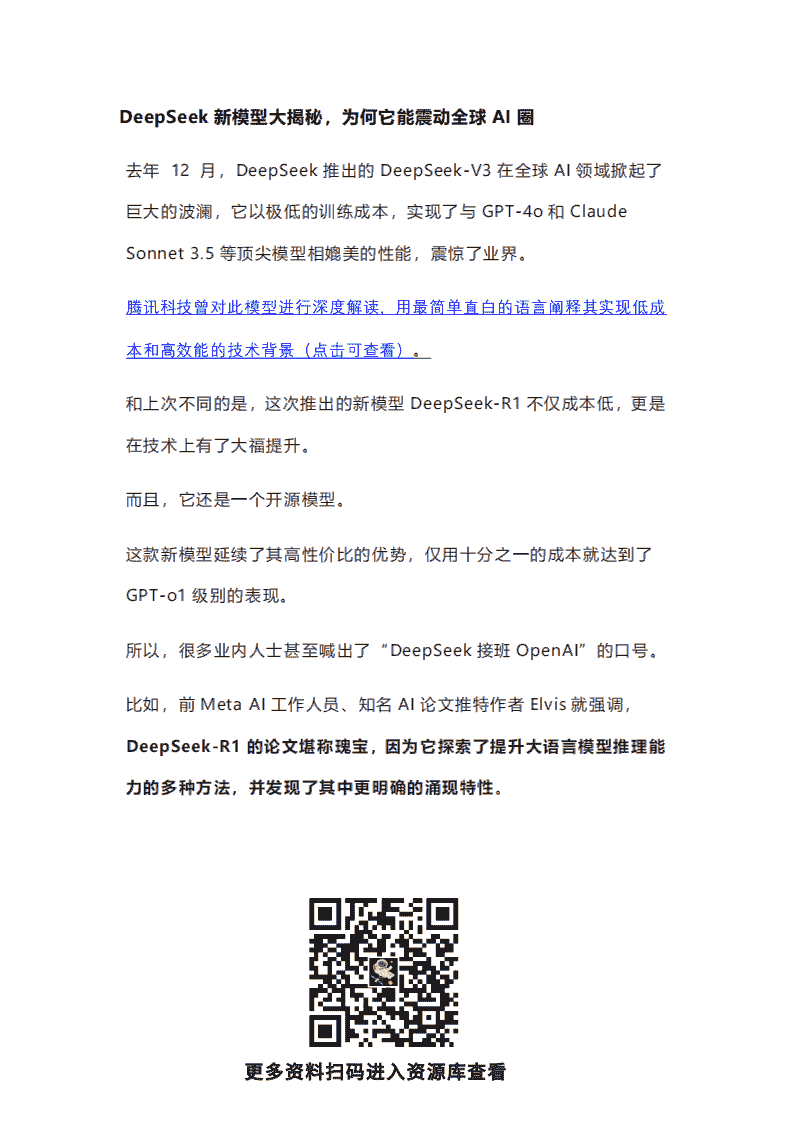 DeepSeek 新模型大揭秘，为何它能震动全球 AI 圈
去年 12 月，DeepSeek 推出的 DeepSeek-V3 在全球 AI 领域掀起了
巨大的波澜，它以极低的训练成本，实现了与 GPT-4o 和 Claude
Sonnet 3.5 等顶尖模型相媲美的性能，震惊了业界。
腾讯科技曾对此模型进行深度解读，用最简单直白的语言阐释其实现低成
本和高效能的技术背景（点击可查看）。
和上次不同的是，这次推出的新模型 DeepSeek-R1 不仅成本低，更是
在技术上有了大福提升。
而且，它还是一个开源模型。
这款新模型延续了其高性价比的优势，仅用十分之一的成本就达到了
GPT-o1 级别的表现。
所以，很多业内人士甚至喊出了“DeepSeek 接班 OpenAI”的口号。
比如，前 Meta AI 工作人员、知名 AI 论文推特作者 Elvis 就强调，
DeepSeek-R1 的论文堪称瑰宝，因为它探索了提升大语言模型推理能
力的多种方法，并发现了其中更明确的涌现特性。
更多资料扫码进入资源库查看